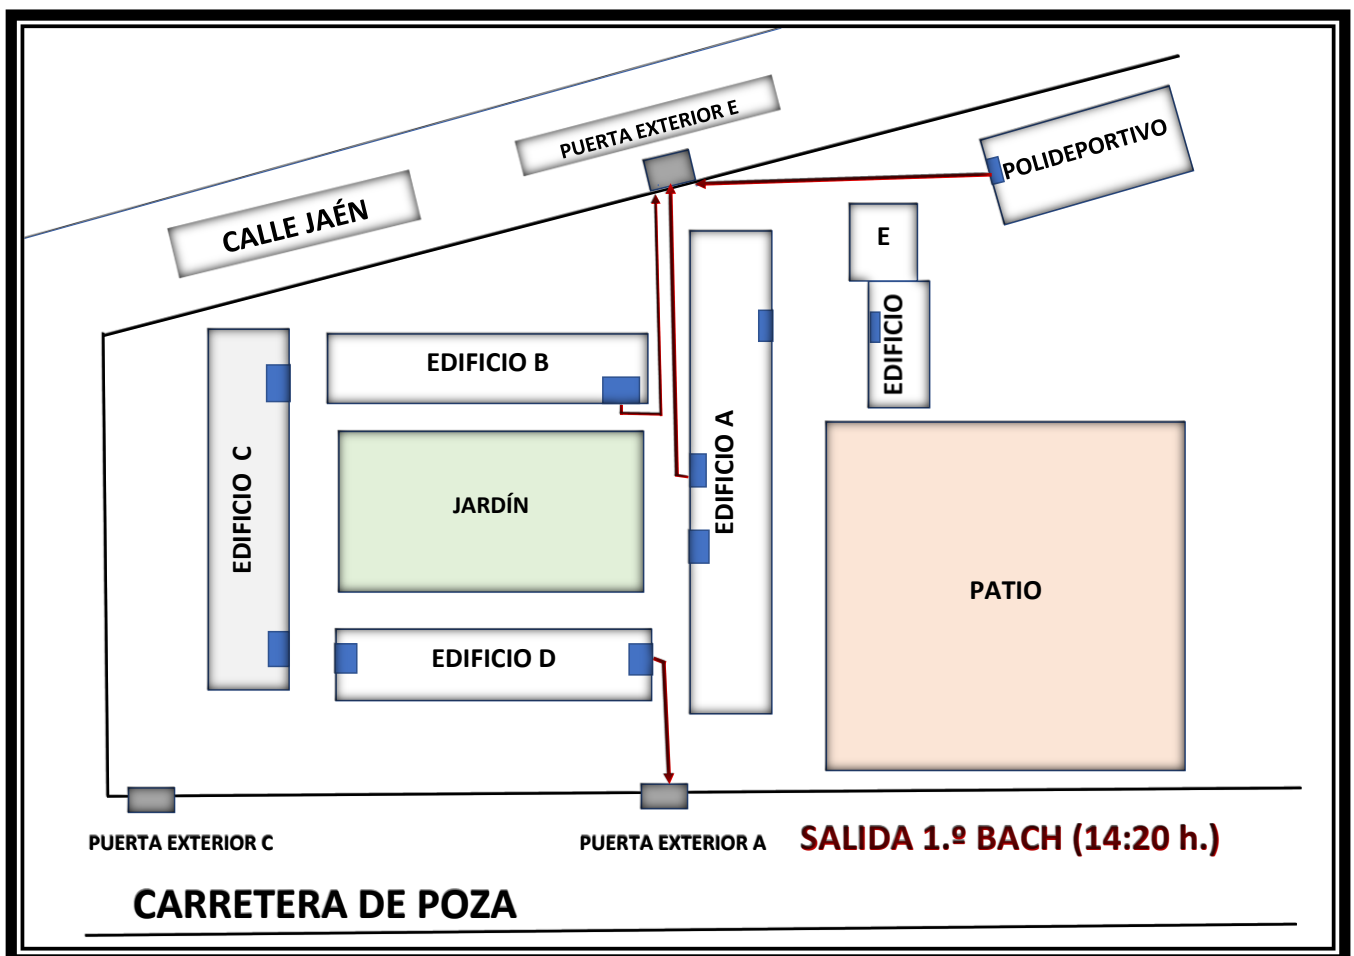 PUERTA EXTERIOR E
POLIDEPORTIVO
CALLE JAÉN
E
EDIFICIO
EDIFICIO B
EDIFICIO A
EDIFICIO C
JARDÍN
PATIO
EDIFICIO D
PUERTA EXTERIOR C
PUERTA EXTERIOR A
SALIDA 1.º BACH (14:20 h.)
CARRETERA DE POZA